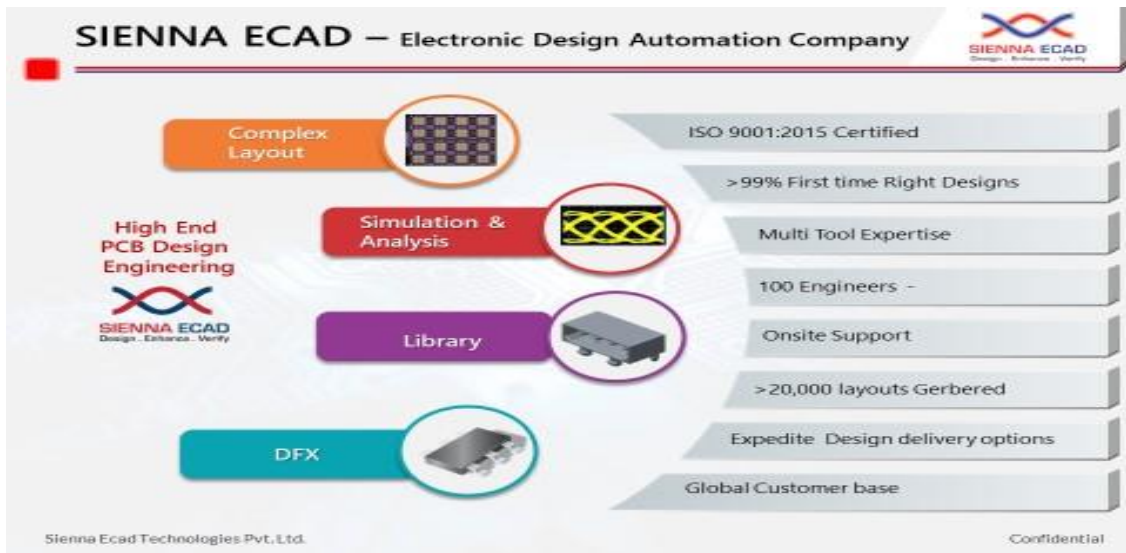 SIENNA ECAD – Electronic Design Automation Company
SIENNA ECAD
Design . Enhance . Verify
Complex
Layout
ISO 9001:2015 Certified
>99% First time Right Designs
Simulation &
Analysis
Multi Tool Expertise
High End
PCB Design
Engineering
100 Engineers -
SIENNA ECAD
Design . Enhance . Verify
Library
Onsite Support
>20,000 layouts Gerbered
DFX
Expedite Design delivery options
Global Customer base
Sienna Ecad Technologies Pvt. Ltd.
Confidential